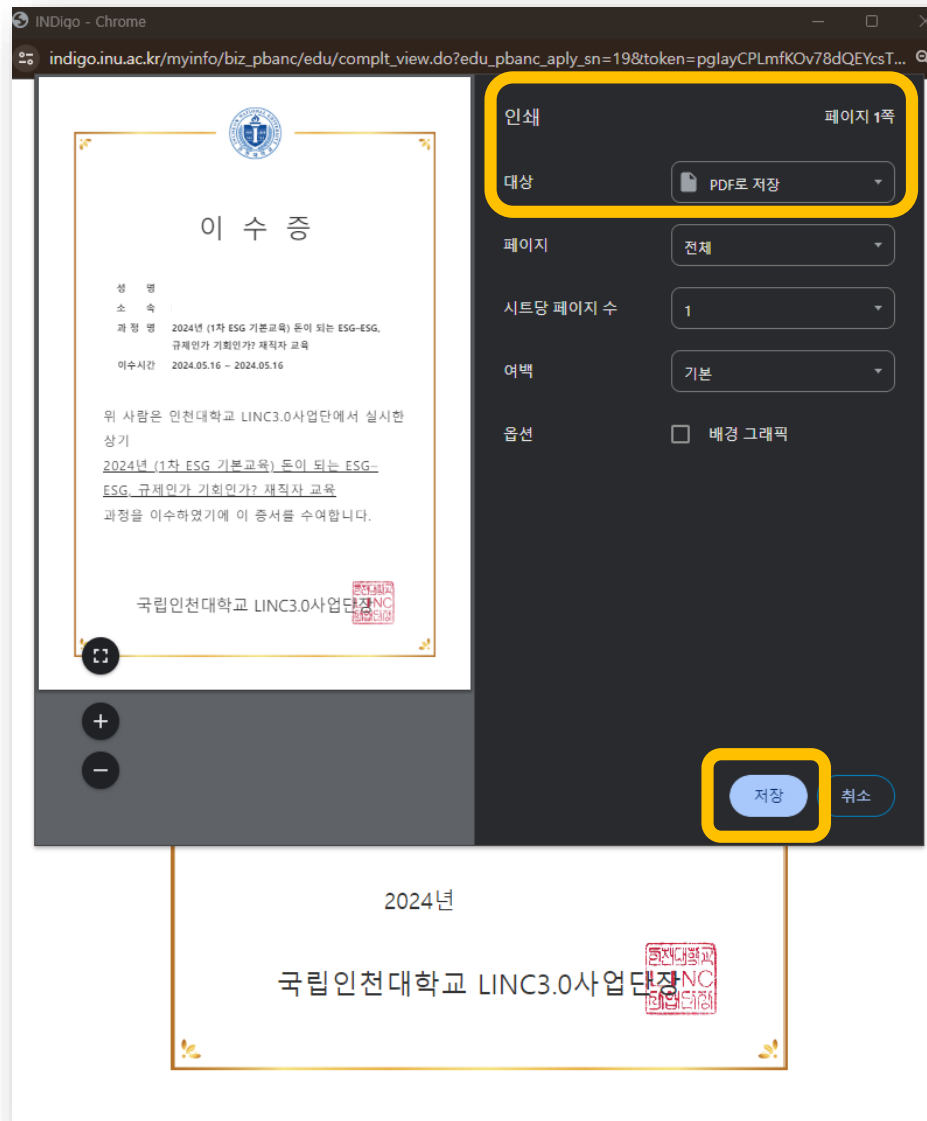 INDigo - Chrome
indigo.inu.ac.kr/myinfo/biz_pbanc/edu/complt_view.do?edu_pbanc_aply_sn=19&token=pglayCPLmfKOv78dQEYcsT...
이 수 증
성 명
소 속
과 정 명 2024년 (1차 ESG 기본교육) 돈이 되는 ESG-ESG,
규제인가 기회인가? 재직자 교육
이수시간 2024.05.16 ~ 2024.05.16
위 사람은 인천대학교 LINC3.0사업단에서 실시한
상기
2024년 (1차 ESG 기본교육) 돈이 되는 ESG-
ESG, 규제인가 기회인가? 재직자 교육
과정을 이수하였기에 이 증서를 수여합니다.
국립인천대학교 LINC3.0사업단장
인쇄 페이지 1쪽
대상 PDF로 저장
페이지 전체
시트당 페이지 수 1
여백 기본
옵션 배경 그래픽
저장 취소
2024년
국립인천대학교 LINC3.0사업단장